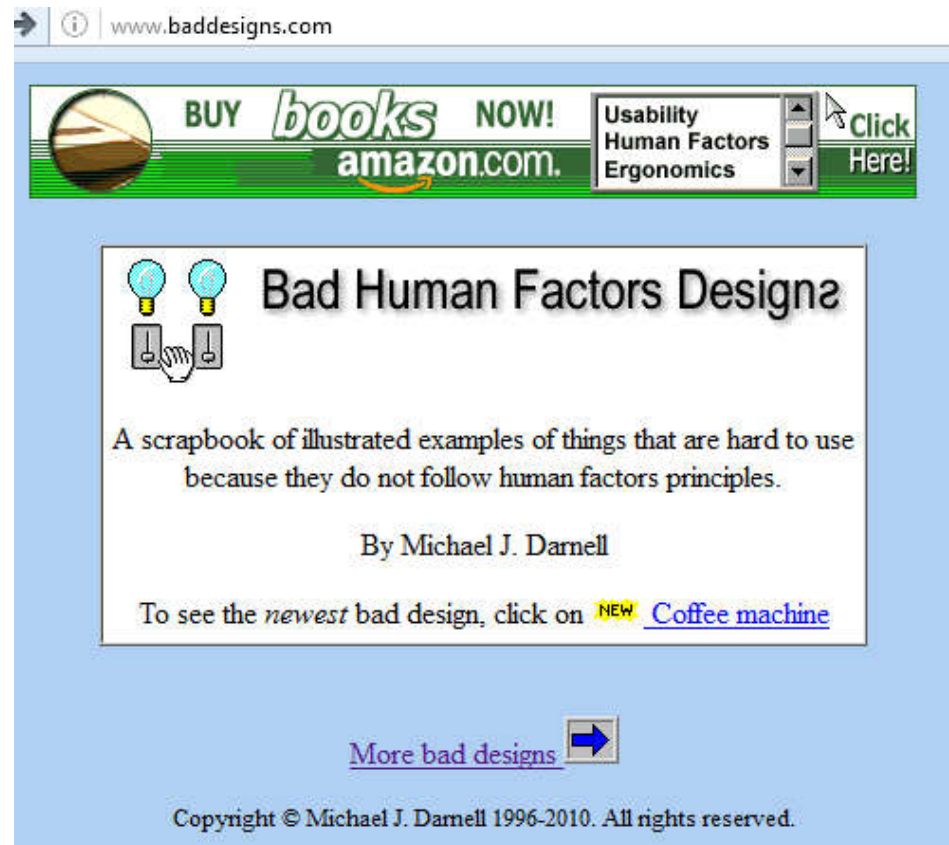 www.baddesigns.com
BUY books NOW!
amazon.com.
Usability
Human Factors
Ergonomics
Click
Here!
Bad Human Factors Designs
A scrapbook of illustrated examples of things that are hard to use
because they do not follow human factors principles.
By Michael J. Darnell
To see the newest bad design, click on NEW Coffee machine
More bad designs
Copyright © Michael J. Darnell 1996-2010. All rights reserved.